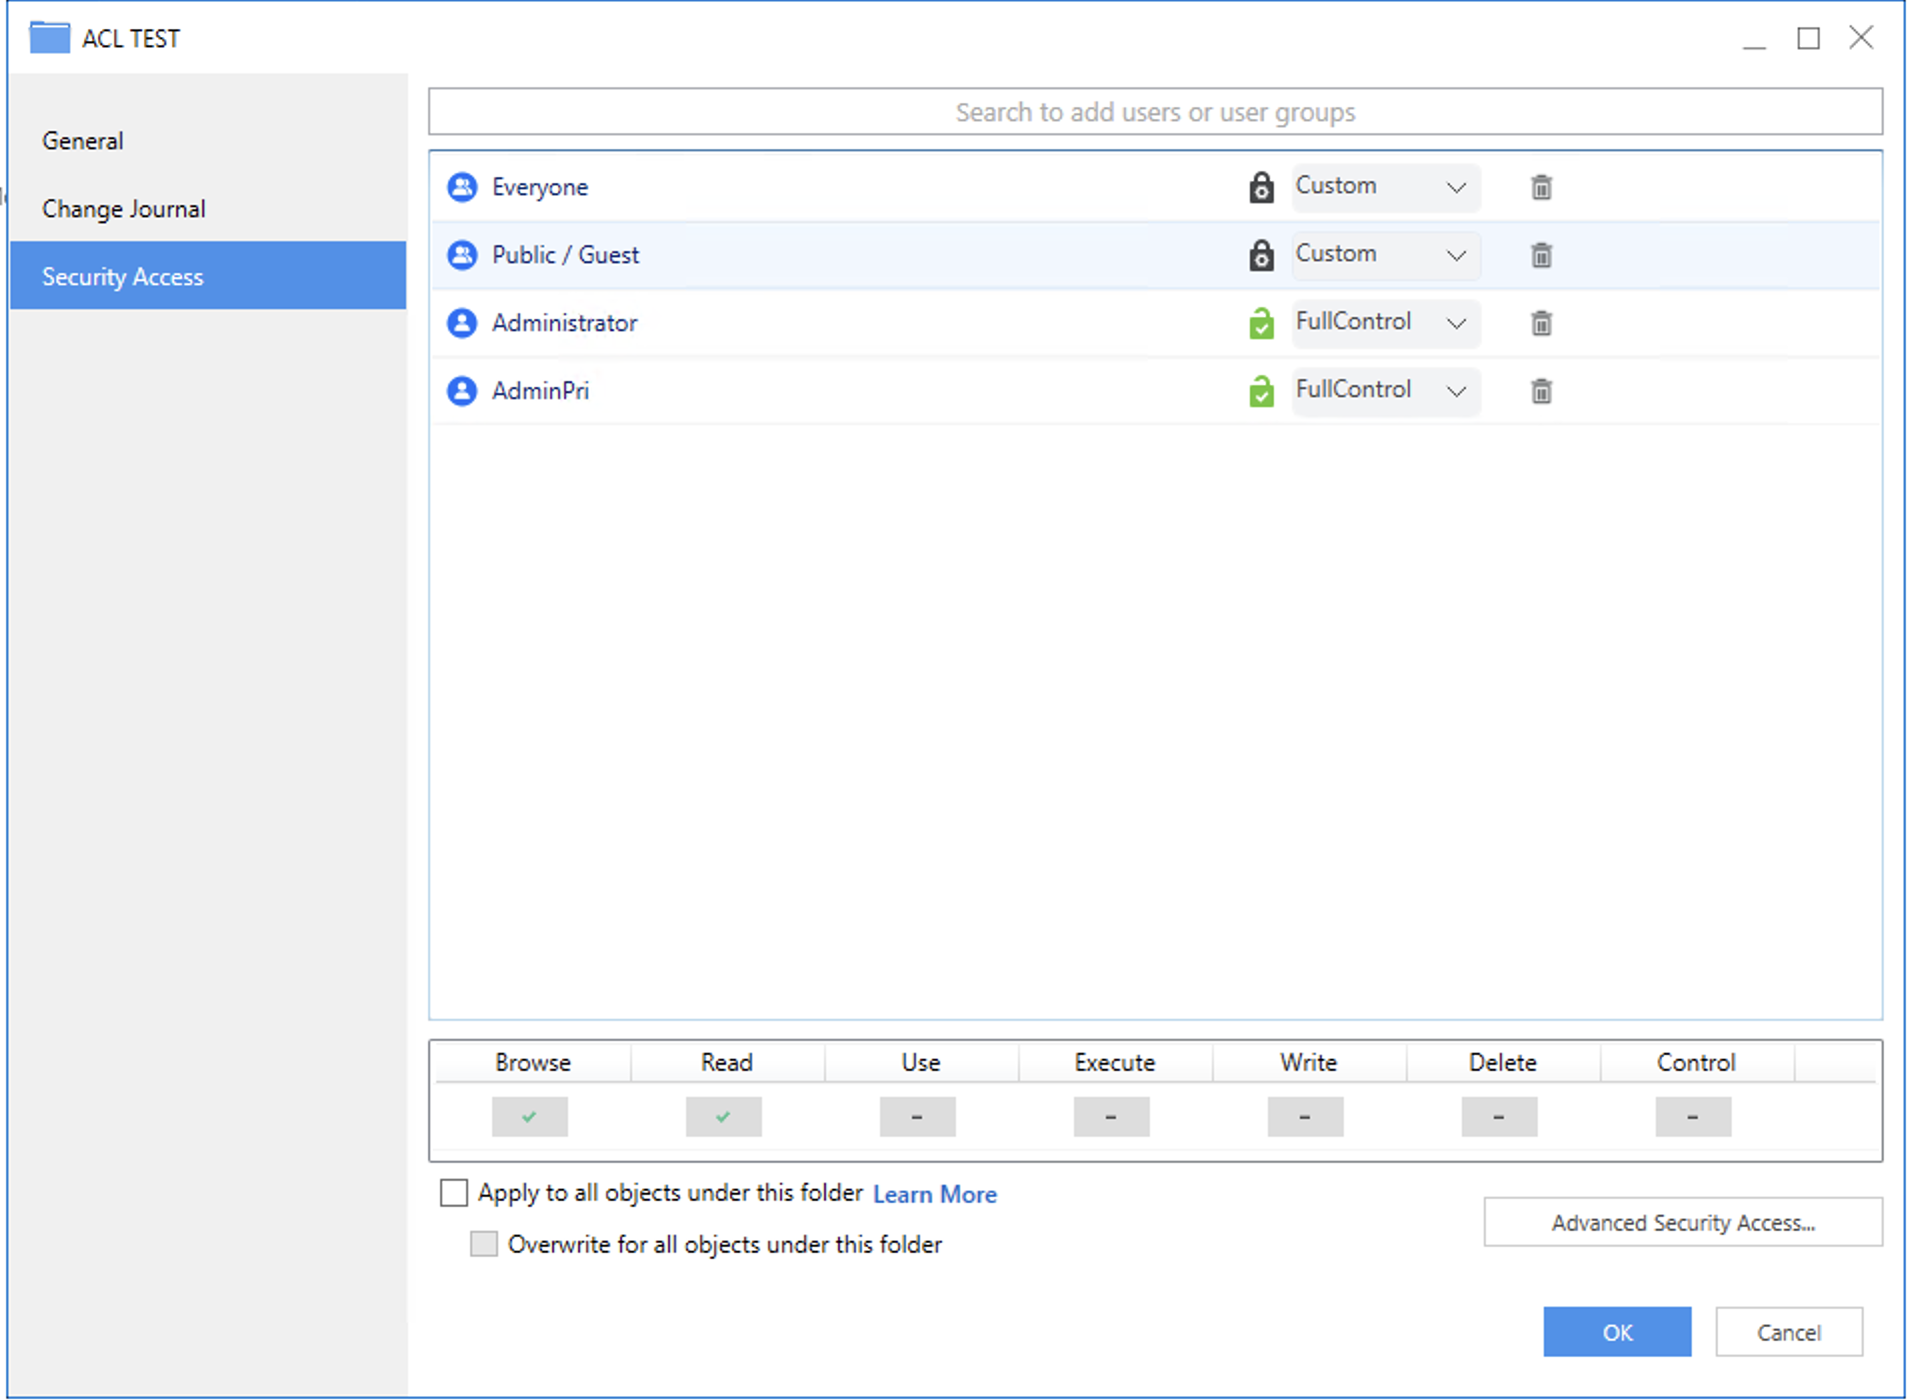 ACL TEST
General
Change Journal
Security Access
Search to add users or user groups
Everyone Custom
Public / Guest Custom
Administrator FullControl
AdminPri FullControl
Browse Read Use Execute Write Delete Control
Apply to all objects under this folder Learn More
Overwrite for all objects under this folder
Advanced Security Access...
OK Cancel